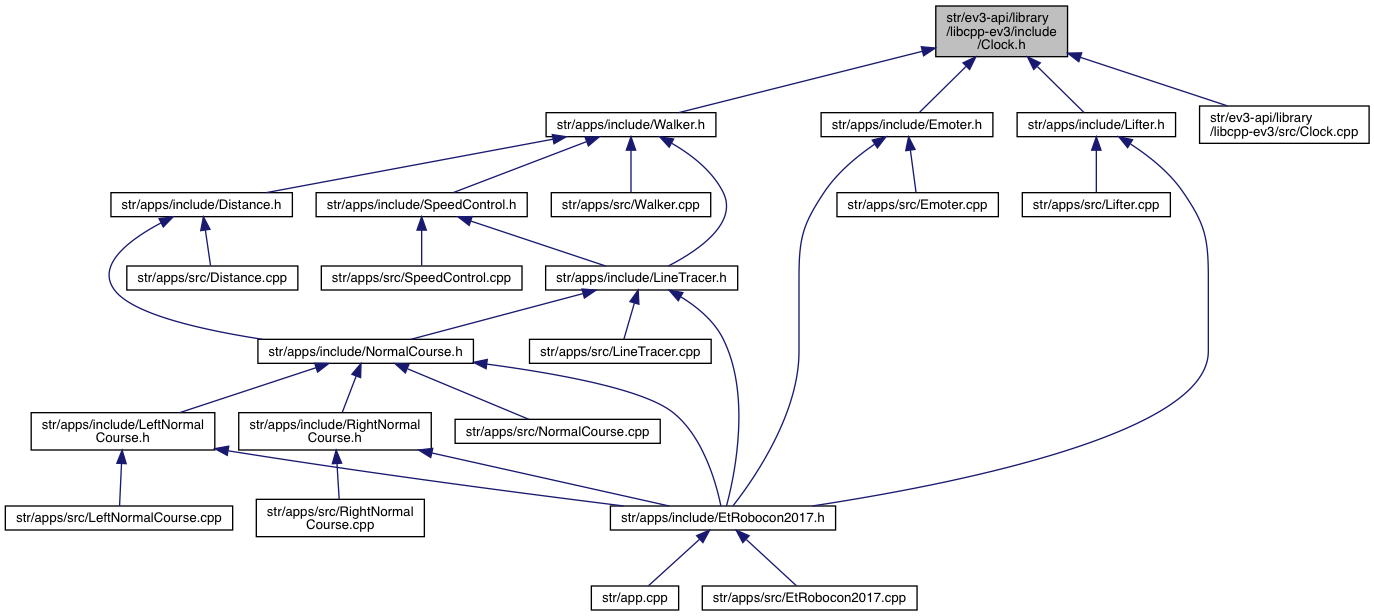 str/ev3-api/library
/libcpp-ev3/include
/Clock.h
str/apps/include/Walker.h
str/apps/include/Emoter.h
str/apps/include/Lifter.h
str/ev3-api/library
/libcpp-ev3/src/Clock.cpp
str/apps/include/Distance.h
str/apps/include/SpeedControl.h
str/apps/src/Walker.cpp
str/apps/src/Emoter.cpp
str/apps/src/Lifter.cpp
str/apps/src/Distance.cpp
str/apps/src/SpeedControl.cpp
str/apps/include/LineTracer.h
str/apps/include/NormalCourse.h
str/apps/src/LineTracer.cpp
str/apps/include/LeftNormal
Course.h
str/apps/include/RightNormal
Course.h
str/apps/src/NormalCourse.cpp
str/apps/src/LeftNormalCourse.cpp
str/apps/src/RightNormal
Course.cpp
str/apps/include/EtRobocon2017.h
str/app.cpp
str/apps/src/EtRobocon2017.cpp